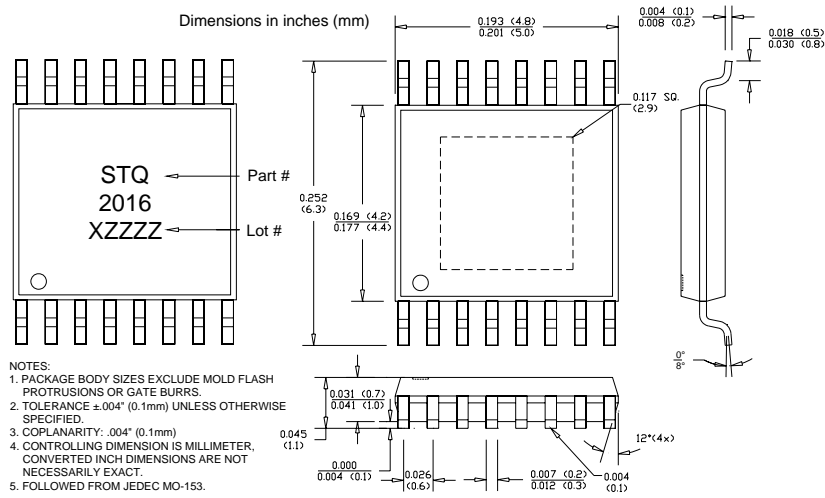 Dimensions in inches (mm)
0.193 (4.8)
0.201 (5.0)
0.004 (0.1)
0.008 (0.2)
0.018 (0.5)
0.030 (0.8)
0.117 SQ.
(2.9)
STQ
2016
XZZZZ
Part #
Lot #
0.252
(6.3)
0.169 (4.2)
0.177 (4.4)
0°
8°
NOTES:
1. PACKAGE BODY SIZES EXCLUDE MOLD FLASH
PROTRUSIONS OR GATE BURRS.
2. TOLERANCE ±.004" (0.1mm) UNLESS OTHERWISE
SPECIFIED.
3. COPLANARITY: .004" (0.1mm)
4. CONTROLLING DIMENSION IS MILLIMETER,
CONVERTED INCH DIMENSIONS ARE NOT
NECESSARILY EXACT.
5. FOLLOWED FROM JEDEC MO-153.
0.031 (0.7)
0.041 (1.0)
0.045
(1.1)
0.000
0.004 (0.1)
0.026
(0.6)
0.007 (0.2)
0.012 (0.3)
0.004
(0.1)
12°(4x)